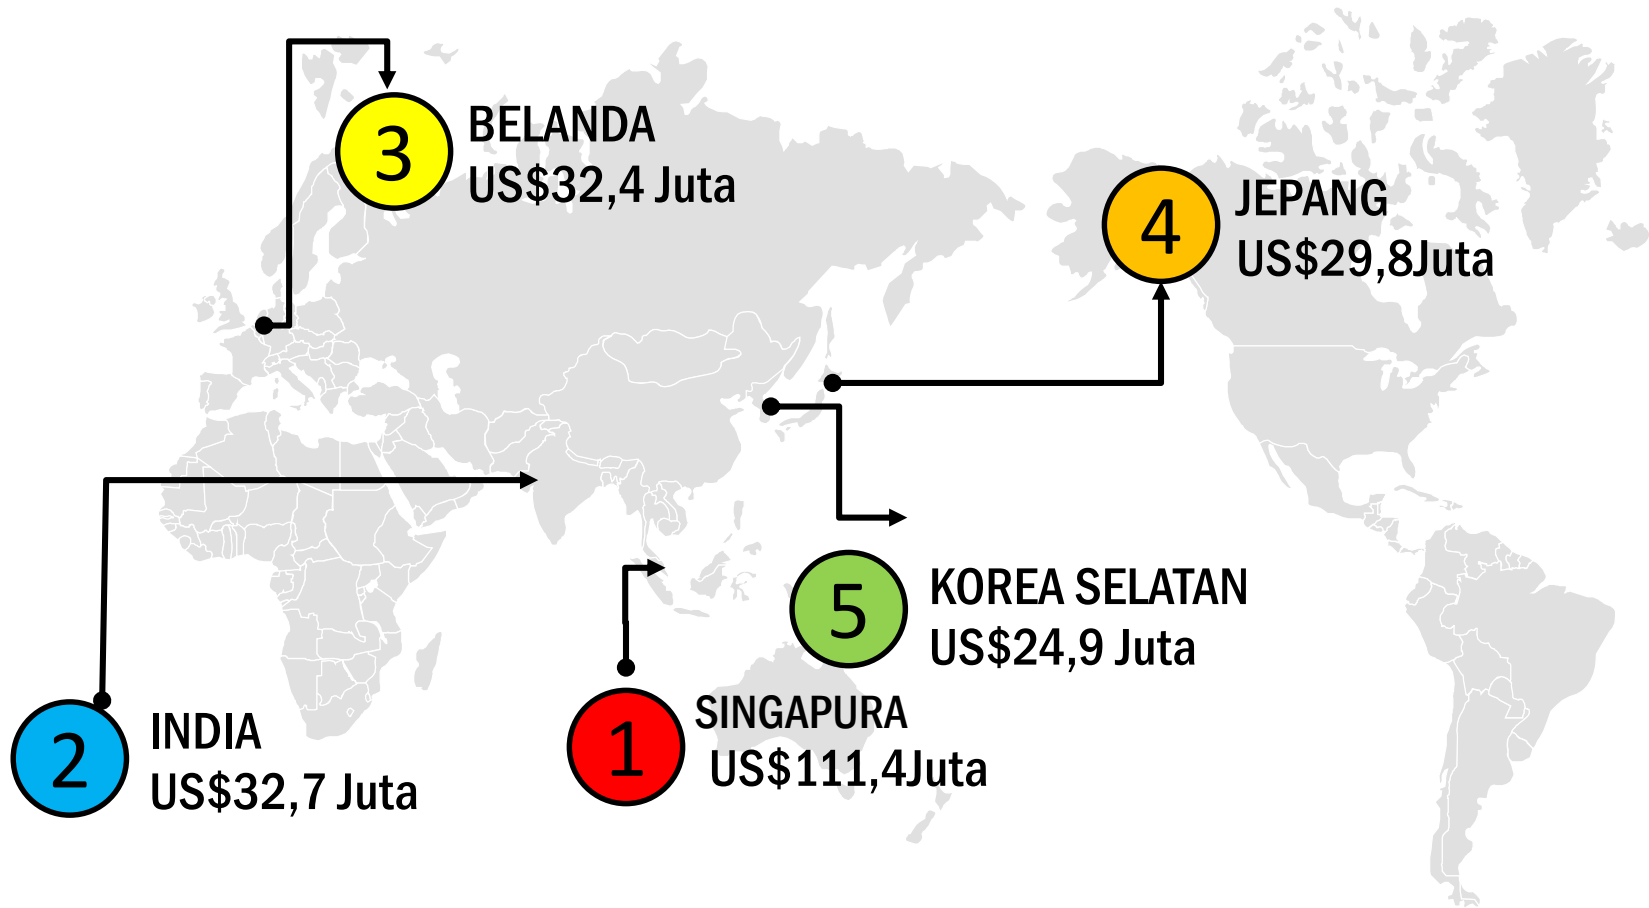 3
BELANDA
US$32,4 Juta
4
JEPANG
US$29,8Juta
5
KOREA SELATAN
US$24,9 Juta
2
INDIA
US$32,7 Juta
1
SINGAPURA
US$111,4Juta